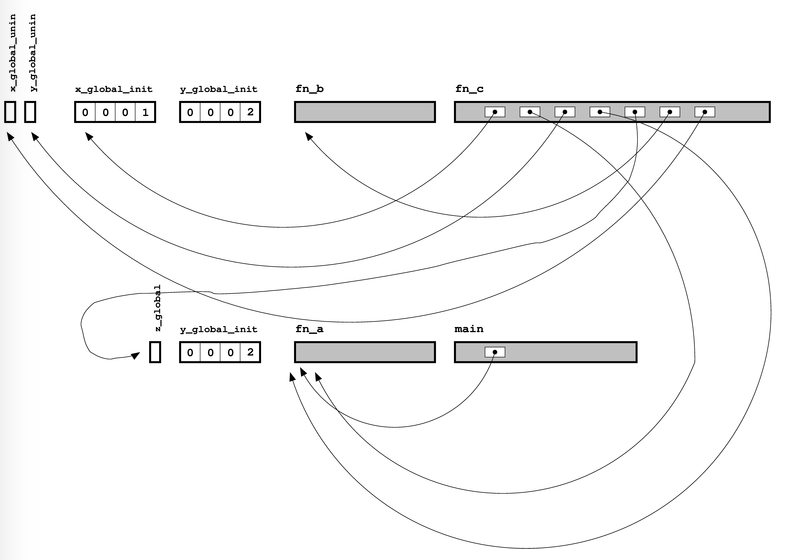 x_global_unin
y_global_unin
x_global_init
y_global_init
fn_b
fn_c
0 0 0 1
0 0 0 2
z_global
y_global_init
fn_a
main
0 0 0 2